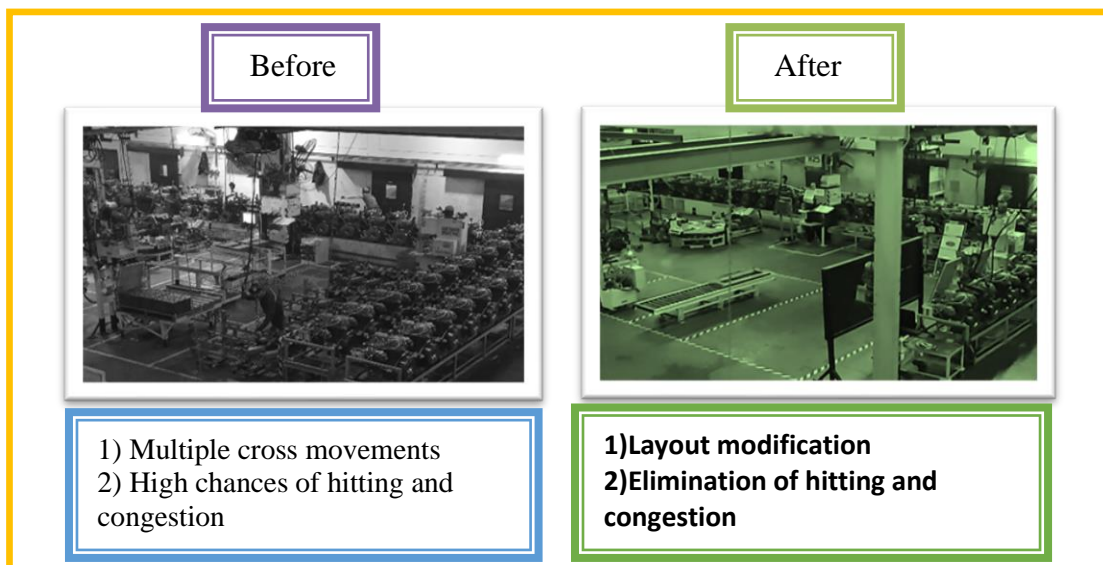 Before
After
1) Multiple cross movements
2) High chances of hitting and
congestion
1)Layout modification
2)Elimination of hitting and
congestion